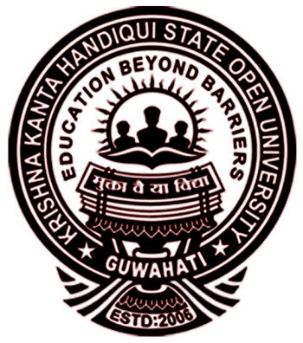 KRISHNA KANTA HANDIQUI STATE OPEN UNIVERSITY
EDUCATION BEYOND BARRIERS
मुक्ता वै या विद्या
GUWAHATI
ESTD:2006